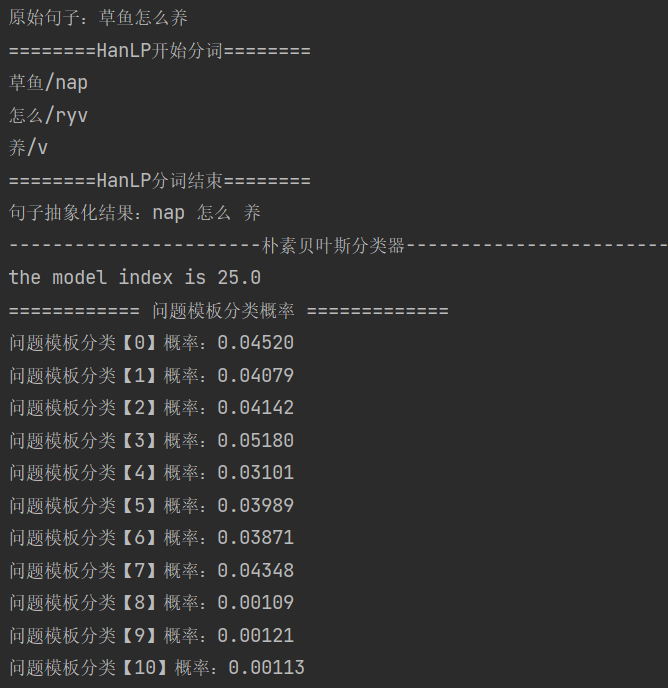 原始句子：草鱼怎么养
========HanLP开始分词========
草鱼/nap
怎么/ryv
养/v
========HanLP分词结束========
句子抽象化结果：nap 怎么 养
-----------------------朴素贝叶斯分类器------------------------
the model index is 25.0
============ 问题模板分类概率 =============
问题模板分类【0】概率：0.04520
问题模板分类【1】概率：0.04079
问题模板分类【2】概率：0.04142
问题模板分类【3】概率：0.05180
问题模板分类【4】概率：0.03101
问题模板分类【5】概率：0.03989
问题模板分类【6】概率：0.03871
问题模板分类【7】概率：0.04348
问题模板分类【8】概率：0.00109
问题模板分类【9】概率：0.00121
问题模板分类【10】概率：0.00113